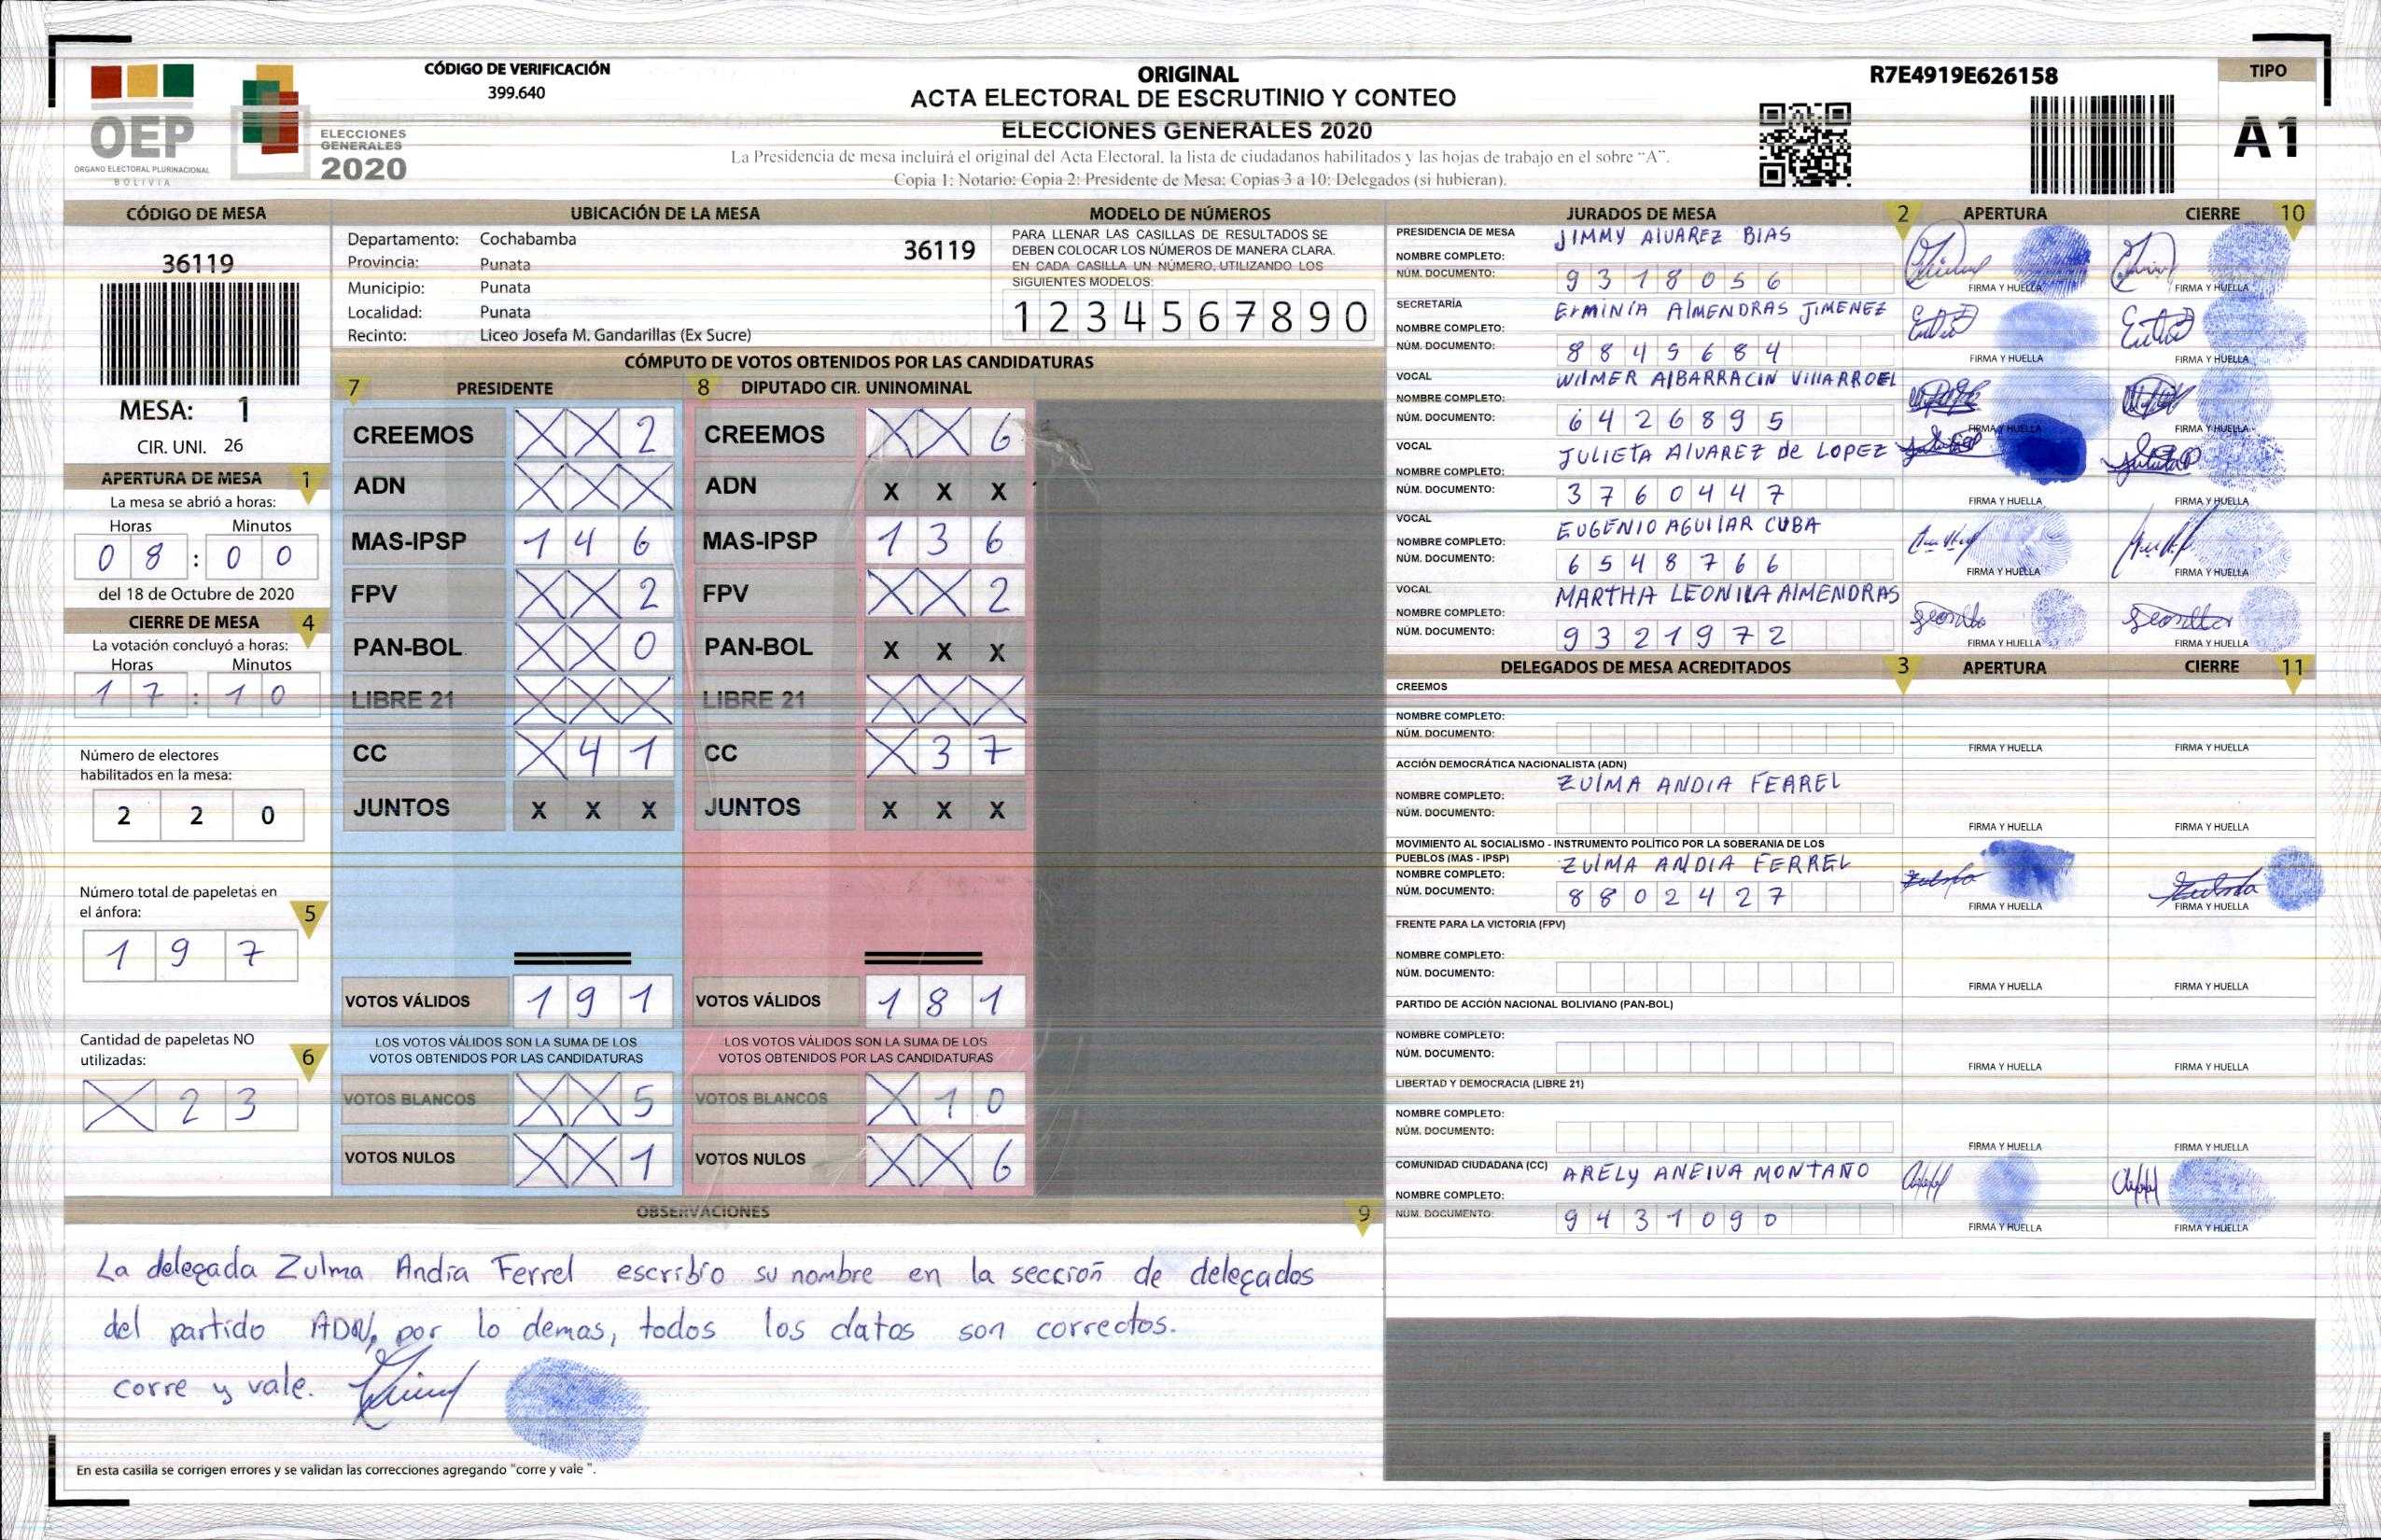 CÓDIGO DE VERIFICACIÓN
399.640
OEP
ORGANO ELECTORAL PLURINACIONAL
BOLIVIA
ELECCIONES
GENERALES
2020
ORIGINAL
ACTA ELECTORAL DE ESCRUTINIO Y CONTEO
ELECCIONES GENERALES 2020
La Presidencia de mesa incluirá el original del Acta Electoral, la lista de ciudadanos habilitados y las hojas de trabajo en el sobre “A”.
Copia 1: Notario; Copia 2: Presidente de Mesa; Copias 3 a 10: Delegados (si hubieran).
R7E4919E626158
TIPO
A1
CÓDIGO DE MESA
36119
MESA: 1
CIR. UNI. 26
APERTURA DE MESA 1
La mesa se abrió a horas:
Horas Minutos
0 8 : 0 0
del 18 de Octubre de 2020
CIERRE DE MESA 4
La votación concluyó a horas:
Horas Minutos
1 7 : 1 0
Número de electores
habilitados en la mesa:
2 2 0
Número total de papeletas en
el ánfora: 5
1 9 7
Cantidad de papeletas NO
utilizadas: 6
X 2 3
UBICACIÓN DE LA MESA
Departamento: Cochabamba 36119
Provincia: Punata
Municipio: Punata
Localidad: Punata
Recinto: Liceo Josefa M. Gandarillas (Ex Sucre)
MODELO DE NÚMEROS
PARA LLENAR LAS CASILLAS DE RESULTADOS SE
DEBEN COLOCAR LOS NÚMEROS DE MANERA CLARA.
EN CADA CASILLA UN NÚMERO, UTILIZANDO LOS
SIGUIENTES MODELOS:
1 2 3 4 5 6 7 8 9 0
CÓMPUTO DE VOTOS OBTENIDOS POR LAS CANDIDATURAS
7 PRESIDENTE 8 DIPUTADO CIR. UNINOMINAL
CREEMOS X X 2 CREEMOS X X 6
ADN X X X ADN X X X
MAS-IPSP 1 4 6 MAS-IPSP 1 3 6
FPV X X 2 FPV X X 2
PAN-BOL X X 0 PAN-BOL X X X
LIBRE 21 X X X LIBRE 21 X X X
CC X 4 1 CC X 3 7
JUNTOS X X X JUNTOS X X X
VOTOS VÁLIDOS 1 9 1 VOTOS VÁLIDOS 1 8 1
LOS VOTOS VÁLIDOS SON LA SUMA DE LOS LOS VOTOS VÁLIDOS SON LA SUMA DE LOS
VOTOS OBTENIDOS POR LAS CANDIDATURAS VOTOS OBTENIDOS POR LAS CANDIDATURAS
VOTOS BLANCOS X X 5 VOTOS BLANCOS X 1 0
VOTOS NULOS X X 1 VOTOS NULOS X X 6
OBSERVACIONES 9
La delegada Zulma Andia Ferrel escribio su nombre en la sección de delegados
del partido ADN, por lo demas, todos los datos son correctos.
corre y vale.
En esta casilla se corrigen errores y se validan las correcciones agregando "corre y vale ".
JURADOS DE MESA 2 APERTURA CIERRE 10
PRESIDENCIA DE MESA JIMMY AlVAREZ BIAS
NOMBRE COMPLETO:
NÚM. DOCUMENTO: 9 3 1 8 0 5 6
FIRMA Y HUELLA FIRMA Y HUELLA
SECRETARÍA ErMINIA AlMENDRAS JIMENEZ
NOMBRE COMPLETO:
NÚM. DOCUMENTO: 8 8 4 5 6 8 4
FIRMA Y HUELLA FIRMA Y HUELLA
VOCAL WIlMER AlBARRACIN VIllARROEL
NOMBRE COMPLETO:
NÚM. DOCUMENTO: 6 4 2 6 8 9 5
FIRMA Y HUELLA FIRMA Y HUELLA
VOCAL JULIETA AlVAREZ de LOPEZ
NOMBRE COMPLETO:
NÚM. DOCUMENTO: 3 7 6 0 4 4 7
FIRMA Y HUELLA FIRMA Y HUELLA
VOCAL EUGENIO AGUIlAR CUBA
NOMBRE COMPLETO:
NÚM. DOCUMENTO: 6 5 4 8 7 6 6
FIRMA Y HUELLA FIRMA Y HUELLA
VOCAL MARTHA LEONILA AlMENDRAS
NOMBRE COMPLETO:
NÚM. DOCUMENTO: 9 3 2 1 9 7 2
FIRMA Y HUELLA FIRMA Y HUELLA
DELEGADOS DE MESA ACREDITADOS 3 APERTURA CIERRE 11
CREEMOS
NOMBRE COMPLETO:
NÚM. DOCUMENTO:
FIRMA Y HUELLA FIRMA Y HUELLA
ACCIÓN DEMOCRÁTICA NACIONALISTA (ADN)
NOMBRE COMPLETO: ZUlMA ANDIA FERREL
NÚM. DOCUMENTO:
FIRMA Y HUELLA FIRMA Y HUELLA
MOVIMIENTO AL SOCIALISMO - INSTRUMENTO POLÍTICO POR LA SOBERANIA DE LOS
PUEBLOS (MAS - IPSP) ZUlMA ANDIA FERREL
NOMBRE COMPLETO:
NÚM. DOCUMENTO: 8 8 0 2 4 2 7
FIRMA Y HUELLA FIRMA Y HUELLA
FRENTE PARA LA VICTORIA (FPV)
NOMBRE COMPLETO:
NÚM. DOCUMENTO:
FIRMA Y HUELLA FIRMA Y HUELLA
PARTIDO DE ACCIÓN NACIONAL BOLIVIANO (PAN-BOL)
NOMBRE COMPLETO:
NÚM. DOCUMENTO:
FIRMA Y HUELLA FIRMA Y HUELLA
LIBERTAD Y DEMOCRACIA (LIBRE 21)
NOMBRE COMPLETO:
NÚM. DOCUMENTO:
FIRMA Y HUELLA FIRMA Y HUELLA
COMUNIDAD CIUDADANA (CC) ARELY ANEIVA MONTAÑO
NOMBRE COMPLETO:
NÚM. DOCUMENTO: 9 4 3 1 0 9 0
FIRMA Y HUELLA FIRMA Y HUELLA